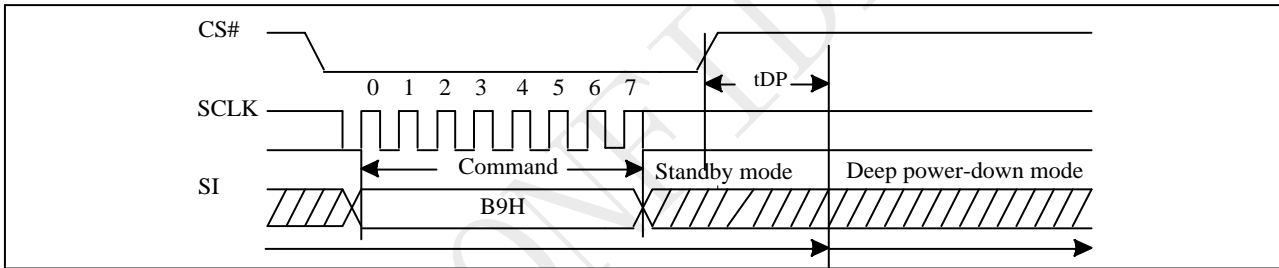 CS#
tDP
0 1 2 3 4 5 6 7
SCLK
Command
Standby mode
Deep power-down mode
SI
B9H